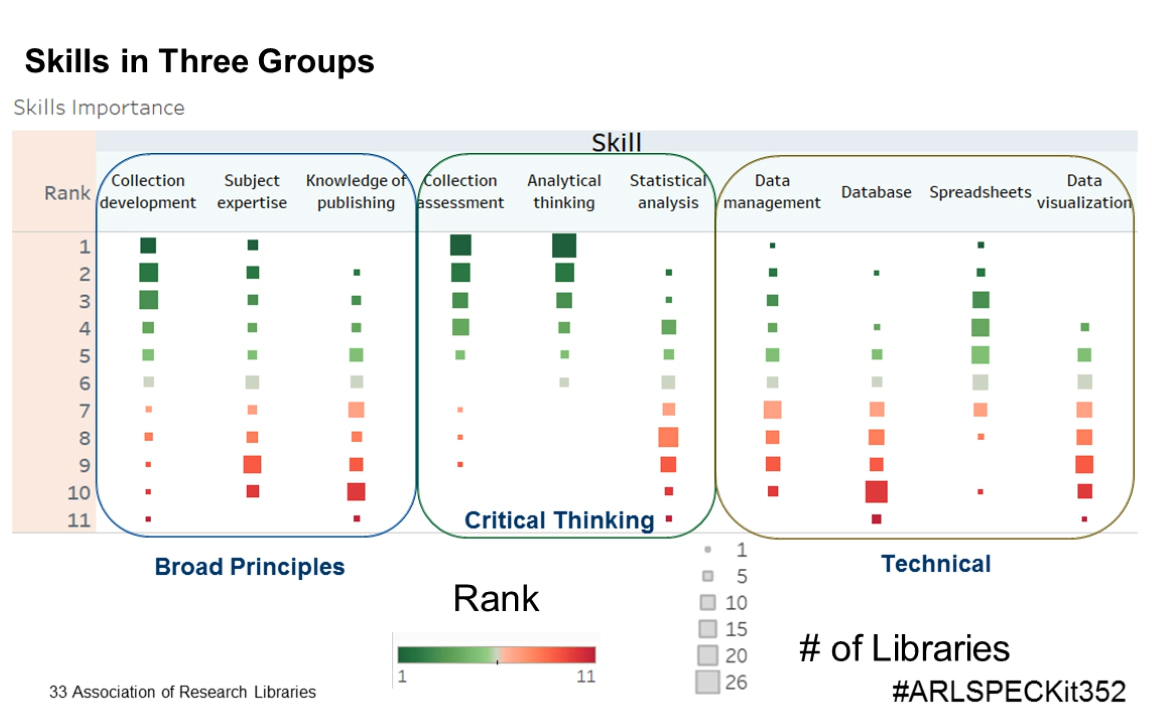 Skills in Three Groups
Skills Importance
Skill
Rank
Collection development
Subject expertise
Knowledge of publishing
Collection assessment
Analytical thinking
Statistical analysis
Data management
Database
Spreadsheets
Data visualization
1
2
3
4
5
6
7
8
9
10
11
Critical Thinking
Broad Principles
Technical
Rank
1
11
1
5
10
15
20
26
# of Libraries
33 Association of Research Libraries
#ARLSPECKit352